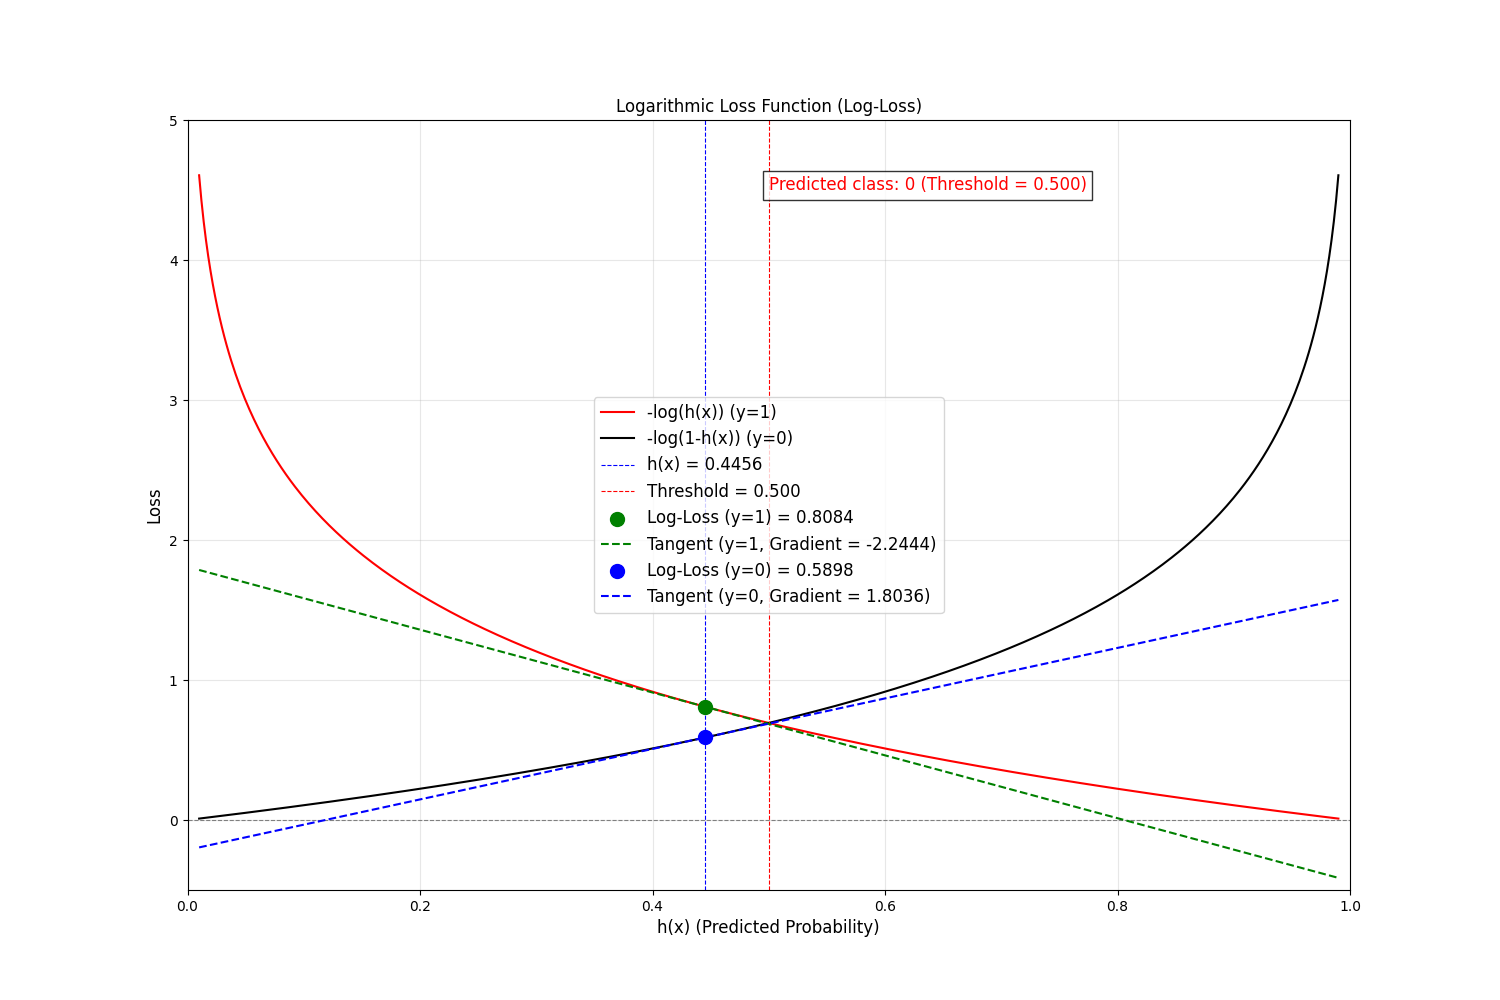 Logarithmic Loss Function (Log-Loss)
5
Predicted class: 0 (Threshold = 0.500)
4
3
-log(h(x)) (y=1)
-log(1-h(x)) (y=0)
h(x) = 0.4456
Threshold = 0.500
Log-Loss (y=1) = 0.8084
Tangent (y=1, Gradient = -2.2444)
Log-Loss (y=0) = 0.5898
Tangent (y=0, Gradient = 1.8036)
Loss
2
1
0
0.0 0.2 0.4 0.6 0.8 1.0
h(x) (Predicted Probability)